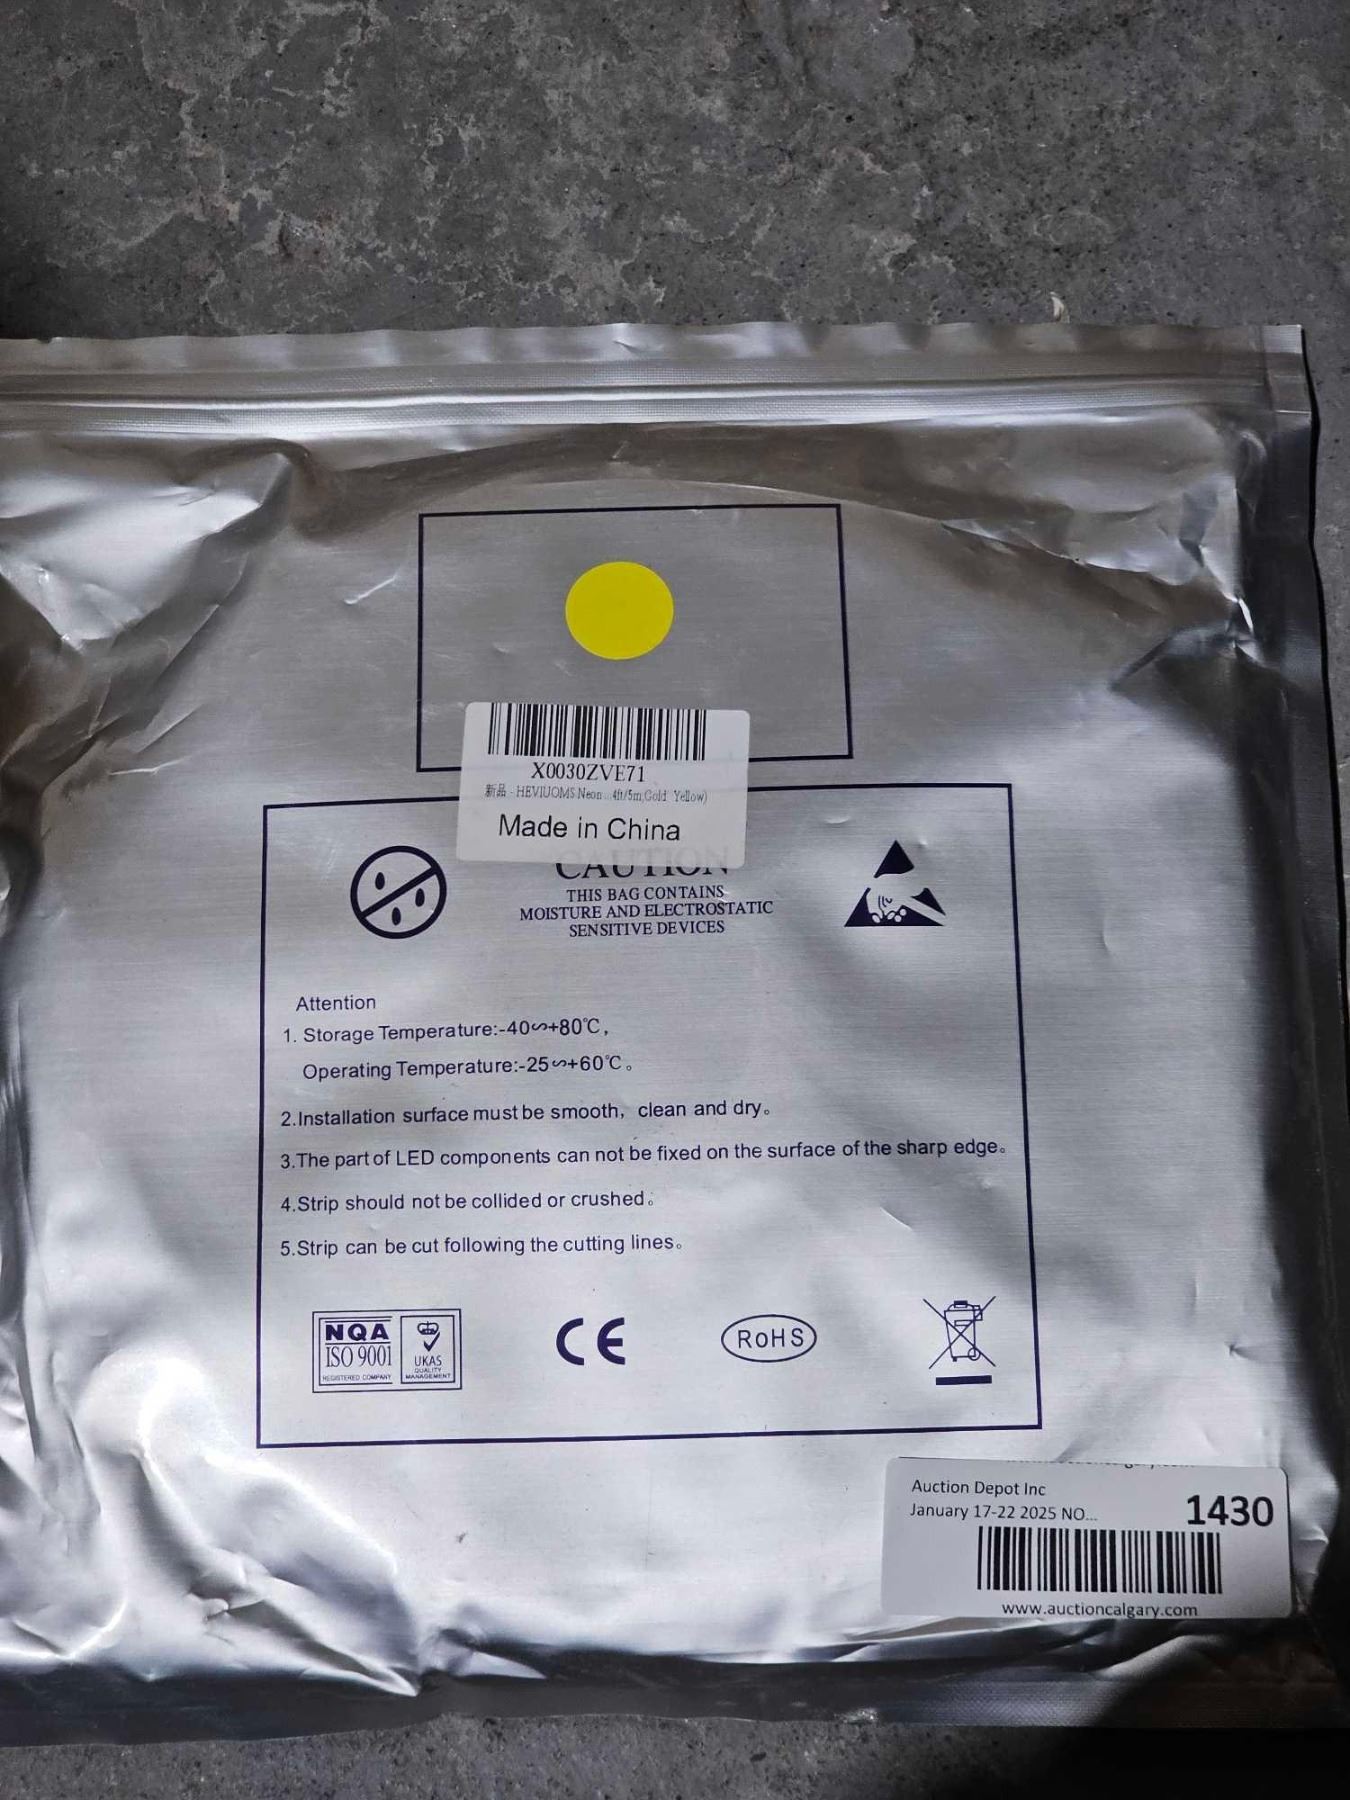 X0030ZVE71
新品 - HEVIUOMS Neon...4ft/5m,Gold Yellow)
Made in China
CAUTION
THIS BAG CONTAINS
MOISTURE AND ELECTROSTATIC
SENSITIVE DEVICES
Attention
1. Storage Temperature:-40∽+80℃,
Operating Temperature:-25∽+60℃。
2.Installation surface must be smooth, clean and dry。
3.The part of LED components can not be fixed on the surface of the sharp edge。
4.Strip should not be collided or crushed。
5.Strip can be cut following the cutting lines。
NQA
ISO 9001
REGISTERED COMPANY
UKAS
QUALITY
MANAGEMENT
CE
RoHS
Auction Depot Inc
January 17-22 2025 NO...
1430
www.auctioncalgary.com